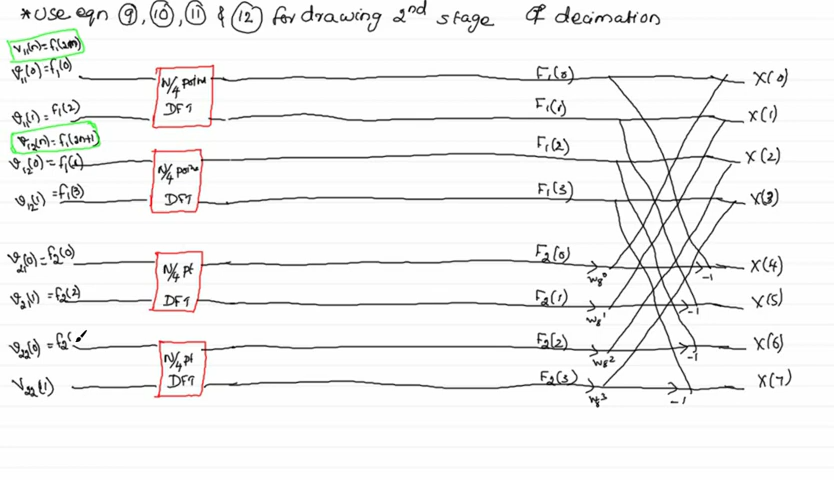 *Use eqn ⑨, ⑩, ⑪ & ⑫ for drawing 2nd stage of decimation
v11(n)=f1(2n)
v11(0)=f1(0)
v11(1)=f1(2)
v12(n)=f1(2n+1)
v12(0)=f1(1)
v12(1)=f1(3)
v21(0)=f2(0)
v21(1)=f2(2)
v22(0)=f2(
V22(1)
N/4 point
DFT
N/4 point
DFT
N/4 pt
DFT
N/4 pt
DFT
F1(0)
F1(1)
F1(2)
F1(3)
F2(0)
F2(1)
F2(2)
F2(3)
w8^0
w8^1
w8^2
w8^3
-1
-1
-1
-1
X(0)
X(1)
X(2)
X(3)
X(4)
X(5)
X(6)
X(7)